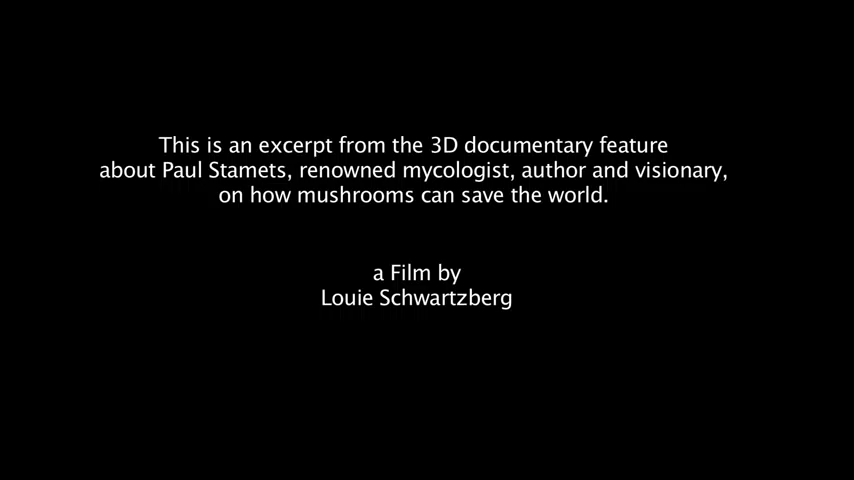 This is an excerpt from the 3D documentary feature
about Paul Stamets, renowned mycologist, author and visionary,
on how mushrooms can save the world.
a Film by
Louie Schwartzberg